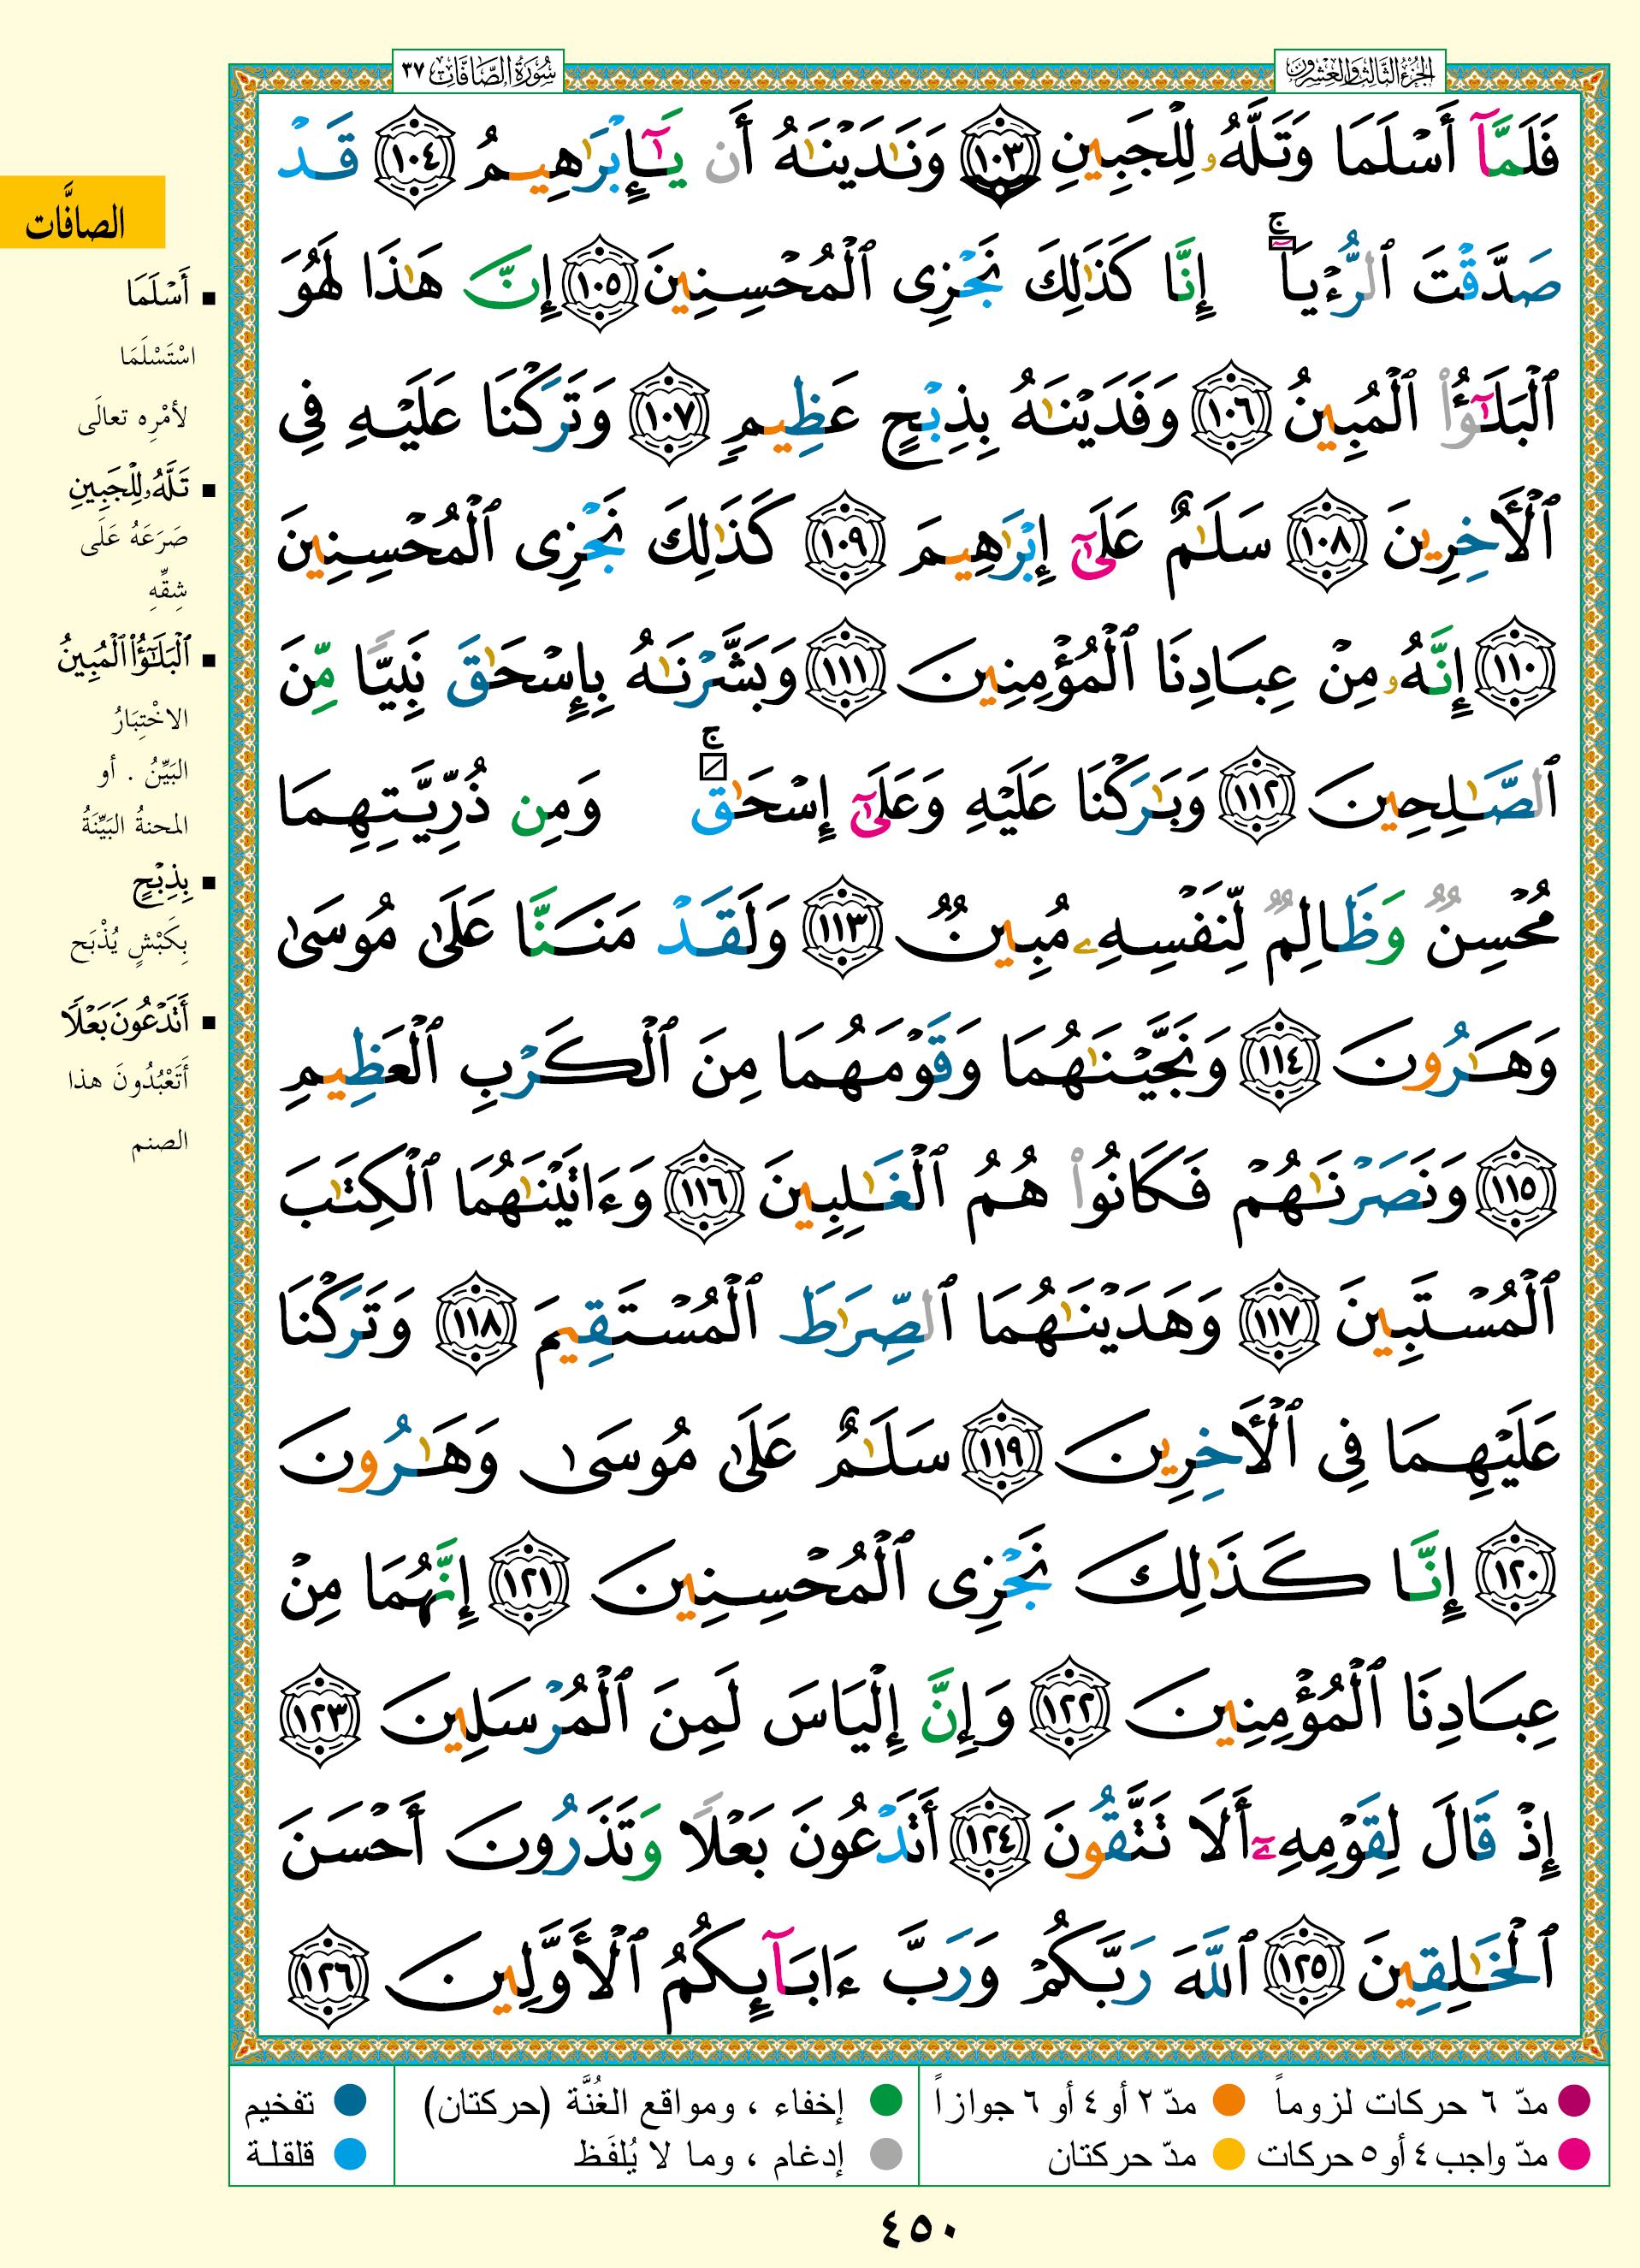 الجزء الثالث والعشرون
سُورَةُ الصَّافَّات ٣٧
فَلَمَّآ أَسْلَمَا وَتَلَّهُۥ لِلْجَبِينِ ١٠٣ وَنَٰدَيْنَٰهُ أَن يَٰٓإِبْرَٰهِيمُ ١٠٤ قَدْ
صَدَّقْتَ ٱلرُّءْيَآ ۚ إِنَّا كَذَٰلِكَ نَجْزِى ٱلْمُحْسِنِينَ ١٠٥ إِنَّ هَٰذَا لَهُوَ
ٱلْبَلَٰٓؤُا۟ ٱلْمُبِينُ ١٠٦ وَفَدَيْنَٰهُ بِذِبْحٍ عَظِيمٍ ١٠٧ وَتَرَكْنَا عَلَيْهِ فِى
ٱلْأَخِرِينَ ١٠٨ سَلَٰمٌ عَلَىٰٓ إِبْرَٰهِيمَ ١٠٩ كَذَٰلِكَ نَجْزِى ٱلْمُحْسِنِينَ
١١٠ إِنَّهُۥ مِنْ عِبَادِنَا ٱلْمُؤْمِنِينَ ١١١ وَبَشَّرْنَٰهُ بِإِسْحَٰقَ نَبِيًّا مِّنَ
ٱلصَّٰلِحِينَ ١١٢ وَبَٰرَكْنَا عَلَيْهِ وَعَلَىٰٓ إِسْحَٰقَ ۚ وَمِن ذُرِّيَّتِهِمَا
مُحْسِنٌ وَظَالِمٌ لِّنَفْسِهِۦ مُبِينٌ ١١٣ وَلَقَدْ مَنَنَّا عَلَىٰ مُوسَىٰ
وَهَٰرُونَ ١١٤ وَنَجَّيْنَٰهُمَا وَقَوْمَهُمَا مِنَ ٱلْكَرْبِ ٱلْعَظِيمِ
١١٥ وَنَصَرْنَٰهُمْ فَكَانُوا۟ هُمُ ٱلْغَٰلِبِينَ ١١٦ وَءَاتَيْنَٰهُمَا ٱلْكِتَٰبَ
ٱلْمُسْتَبِينَ ١١٧ وَهَدَيْنَٰهُمَا ٱلصِّرَٰطَ ٱلْمُسْتَقِيمَ ١١٨ وَتَرَكْنَا
عَلَيْهِمَا فِى ٱلْأَخِرِينَ ١١٩ سَلَٰمٌ عَلَىٰ مُوسَىٰ وَهَٰرُونَ
١٢٠ إِنَّا كَذَٰلِكَ نَجْزِى ٱلْمُحْسِنِينَ ١٢١ إِنَّهُمَا مِنْ
عِبَادِنَا ٱلْمُؤْمِنِينَ ١٢٢ وَإِنَّ إِلْيَاسَ لَمِنَ ٱلْمُرْسَلِينَ ١٢٣
إِذْ قَالَ لِقَوْمِهِۦٓ أَلَا تَتَّقُونَ ١٢٤ أَتَدْعُونَ بَعْلًا وَتَذَرُونَ أَحْسَنَ
ٱلْخَٰلِقِينَ ١٢٥ ٱللَّهَ رَبَّكُمْ وَرَبَّ ءَابَآئِكُمُ ٱلْأَوَّلِينَ ١٢٦
الصافَّات
أَسْلَمَا
اسْتَسْلَمَا
لأمْرِه تعالَى
تَلَّهُۥ لِلْجَبِينِ
صَرَعَهُ عَلَى
شِقِّهِ
ٱلْبَلَٰٓؤُا۟ ٱلْمُبِينُ
الاخْتِبَارُ
البَيِّنُ . أو
المحنةُ البَيِّنَةُ
بِذِبْحٍ
بِكَبْشٍ يُذْبَح
أَتَدْعُونَ بَعْلًا
أَتَعْبُدُونَ هذا
الصنم
مدّ ٦ حركات لزوماً
مدّ ٢ أو ٤ أو ٦ جوازاً
مدّ واجب ٤ أو ٥ حركات
مدّ حركتان
إخفاء ، ومواقع الغُنَّة (حركتان)
إدغام ، وما لا يُلفَظ
تفخيم
قلقلة
٤٥٠